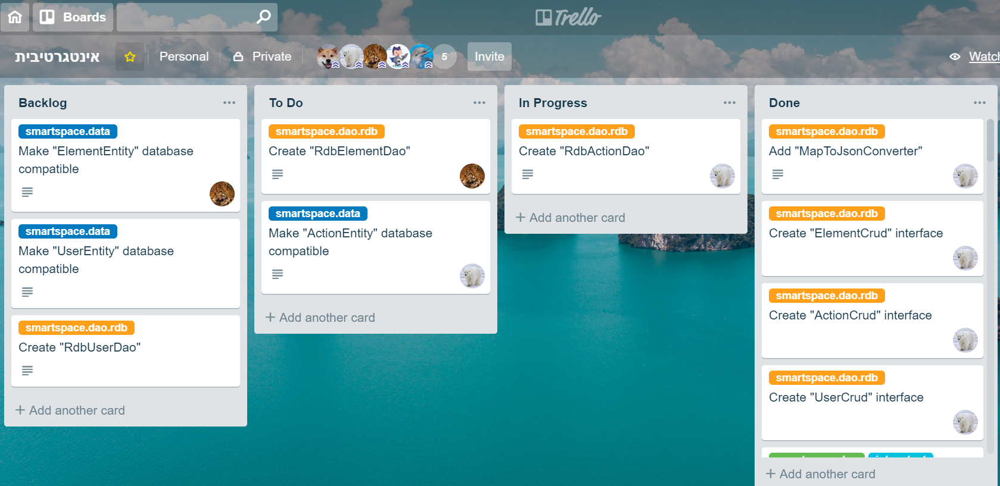 Boards
Trello
אינטגרטיבית
Personal
Private
5
Invite
Backlog
smartspace.data
Make "ElementEntity" database
compatible
smartspace.data
Make "UserEntity" database
compatible
smartspace.dao.rdb
Create "RdbUserDao"
+ Add another card
To Do
smartspace.dao.rdb
Create "RdbElementDao"
smartspace.data
Make "ActionEntity" database
compatible
+ Add another card
In Progress
smartspace.dao.rdb
Create "RdbActionDao"
+ Add another card
Done
smartspace.dao.rdb
Add "MapToJsonConverter"
smartspace.dao.rdb
Create "ElementCrud" interface
smartspace.dao.rdb
Create "ActionCrud" interface
smartspace.dao.rdb
Create "UserCrud" interface
+ Add another card